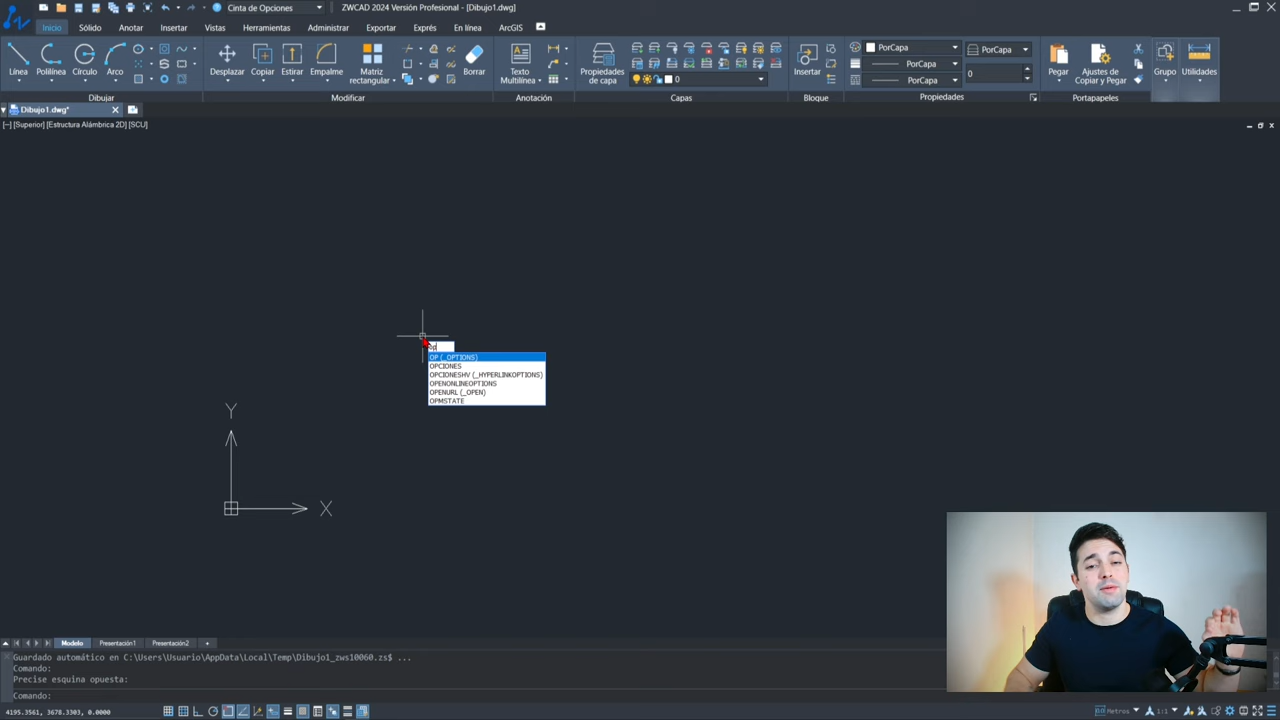 Cinta de Opciones
ZWCAD 2024 Versión Profesional - [Dibujo1.dwg]
Inicio Sólido Anotar Insertar Vistas Herramientas Administrar Exportar Exprés En línea ArcGIS
Línea Polilínea Círculo Arco
Desplazar Copiar Estirar Empalme
Matriz rectangular
Borrar
Texto Multilínea
Propiedades de capa
0
Insertar
PorCapa
PorCapa
PorCapa
PorCapa
0
Pegar
Ajustes de Copiar y Pegar
Grupo
Utilidades
Dibujar Modificar Anotación Capas Bloque Propiedades Portapapeles
Dibujo1.dwg*
[−] [Superior] [Estructura Alámbrica 2D] [SCU]
op
OP (_OPTIONS)
OPCIONES
OPCIONESHV (_HYPERLINKOPTIONS)
OPENONLINEOPTIONS
OPENURL (_OPEN)
OPMSTATE
Y
X
Modelo Presentación1 Presentación2 +
Guardado automático en C:\Users\Usuario\AppData\Local\Temp\Dibujo1_zws10060.zs$ ...
Comando:
Precise esquina opuesta:
Comando:
4195.3561, 3678.3303, 0.0000
Metros
1:1